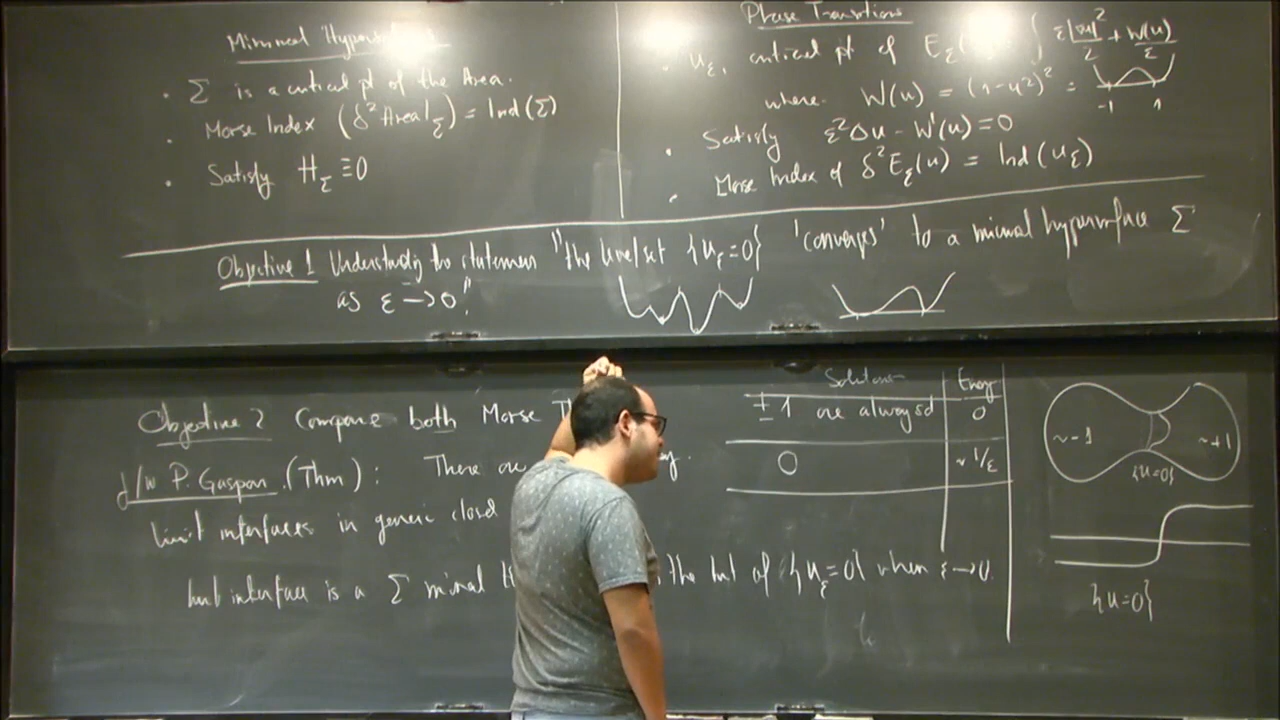 Minimal
· Σ is a critical pt of the Area.
· Morse Index (δ²Area|_Σ) = Ind(Σ)
· Satisfy H_Σ ≡ 0
Phase Transitions
· u_ε, critical pt of E_ε( ∫ ε|∇u|²/2 + W(u)/ε
where W(u) = (1-u²)² =
-1 1
· Satisfy ε²Δu - W'(u) = 0
· Morse Index of δ²E_ε(u) = Ind(u_ε)
Objective 1 Understanding the statement "the level set {u_ε=0} 'converges' to a minimal hypersurface Σ
as ε → 0".
Objective 2 Compare both Morse
j/w P. Gaspar. (Thm): There are
limit interfaces in generic closed
limit interface is a Σ minimal the limit of {u_ε=0} when ε→0.
Solutions Energy
±1 are always sol 0
0 ~1/ε
~-1 ~+1
{u=0}
{u=0}